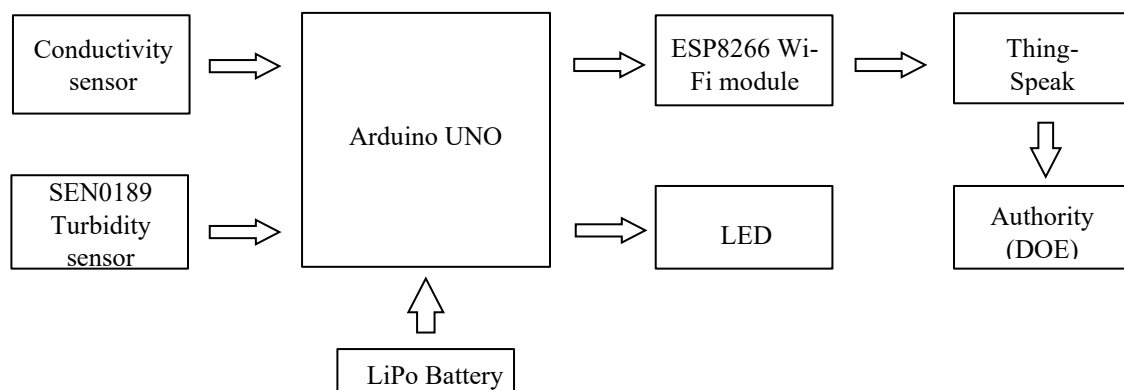 Conductivity
sensor
ESP8266 Wi-
Fi module
Thing-
Speak
Arduino UNO
SEN0189
Turbidity
sensor
LED
Authority
(DOE)
LiPo Battery